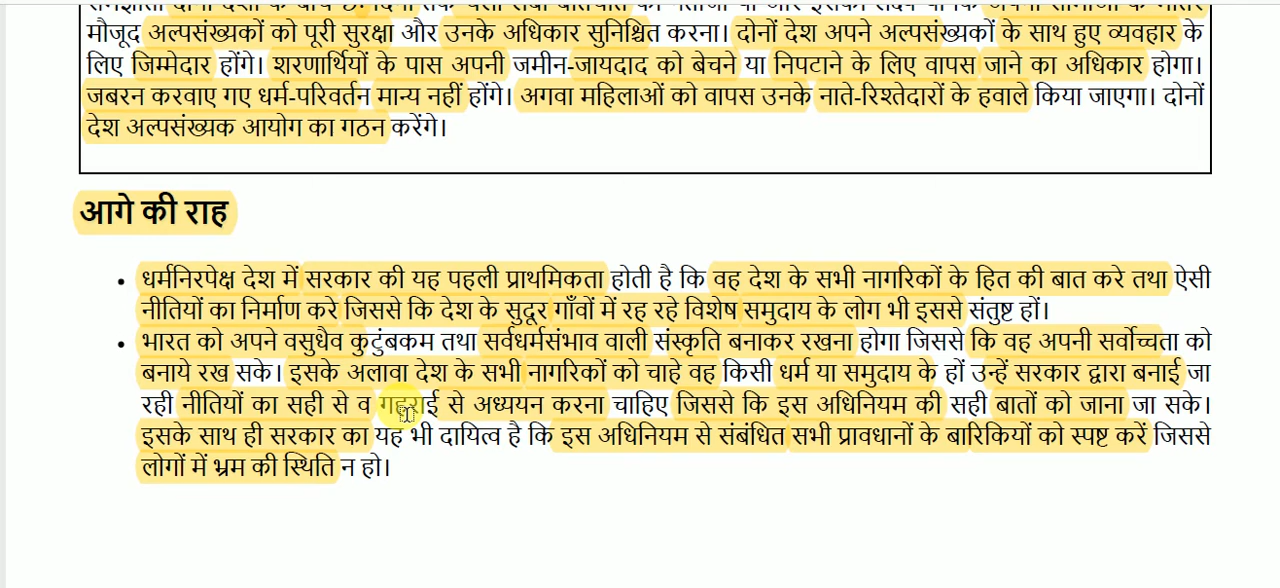 मौजूद अल्पसंख्यकों को पूरी सुरक्षा और उनके अधिकार सुनिश्चित करना। दोनों देश अपने अल्पसंख्यकों के साथ हुए व्यवहार के
लिए जिम्मेदार होंगे। शरणार्थियों के पास अपनी जमीन-जायदाद को बेचने या निपटाने के लिए वापस जाने का अधिकार होगा।
जबरन करवाए गए धर्म-परिवर्तन मान्य नहीं होंगे। अगवा महिलाओं को वापस उनके नाते-रिश्तेदारों के हवाले किया जाएगा। दोनों
देश अल्पसंख्यक आयोग का गठन करेंगे।
आगे की राह
• धर्मनिरपेक्ष देश में सरकार की यह पहली प्राथमिकता होती है कि वह देश के सभी नागरिकों के हित की बात करे तथा ऐसी
नीतियों का निर्माण करे जिससे कि देश के सुदूर गाँवों में रह रहे विशेष समुदाय के लोग भी इससे संतुष्ट हों।
• भारत को अपने वसुधैव कुटुंबकम तथा सर्वधर्मसंभाव वाली संस्कृति बनाकर रखना होगा जिससे कि वह अपनी सर्वोच्चता को
बनाये रख सके। इसके अलावा देश के सभी नागरिकों को चाहे वह किसी धर्म या समुदाय के हों उन्हें सरकार द्वारा बनाई जा
रही नीतियों का सही से व गहराई से अध्ययन करना चाहिए जिससे कि इस अधिनियम की सही बातों को जाना जा सके।
इसके साथ ही सरकार का यह भी दायित्व है कि इस अधिनियम से संबंधित सभी प्रावधानों के बारिकियों को स्पष्ट करें जिससे
लोगों में भ्रम की स्थिति न हो।